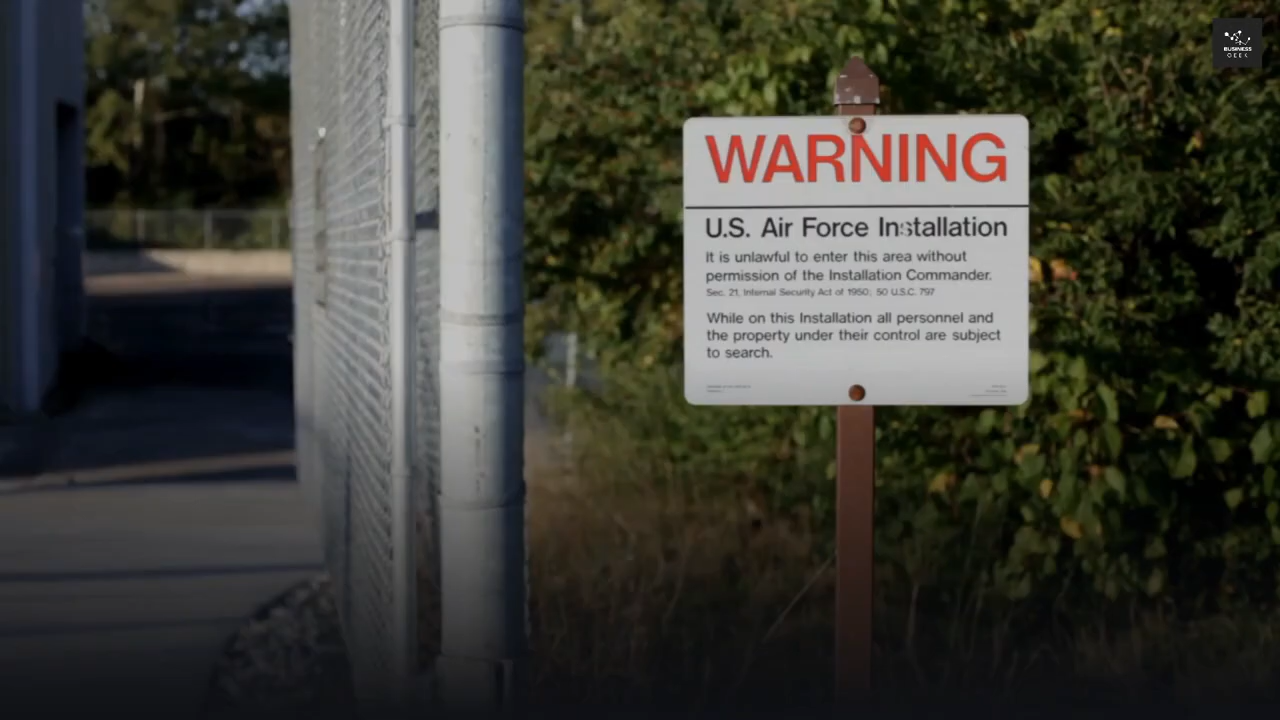 BUSINESS
GEEK
WARNING
U.S. Air Force Installation
It is unlawful to enter this area without
permission of the Installation Commander.
Sec. 21, Internal Security Act of 1950; 50 U.S.C. 797
While on this Installation all personnel and
the property under their control are subject
to search.